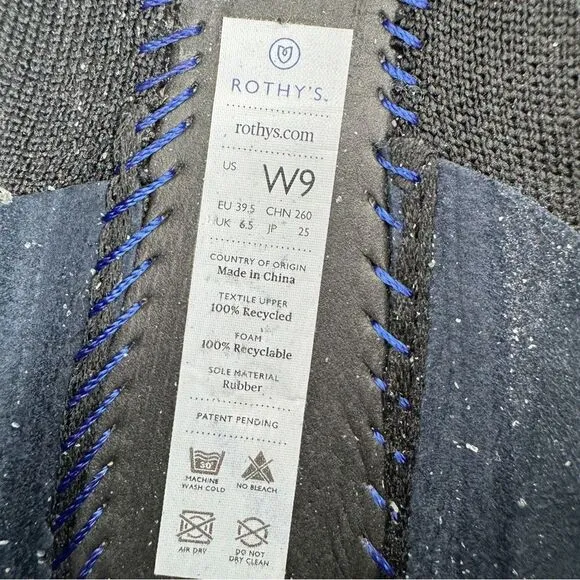 ROTHY'S™
rothys.com
US W9
EU 39.5 CHN 260
UK 6.5 JP 25
COUNTRY OF ORIGIN
Made in China
TEXTILE UPPER
100% Recycled
FOAM
100% Recyclable
SOLE MATERIAL
Rubber
PATENT PENDING
30°
MACHINE WASH COLD
NO BLEACH
AIR DRY
DO NOT DRY CLEAN